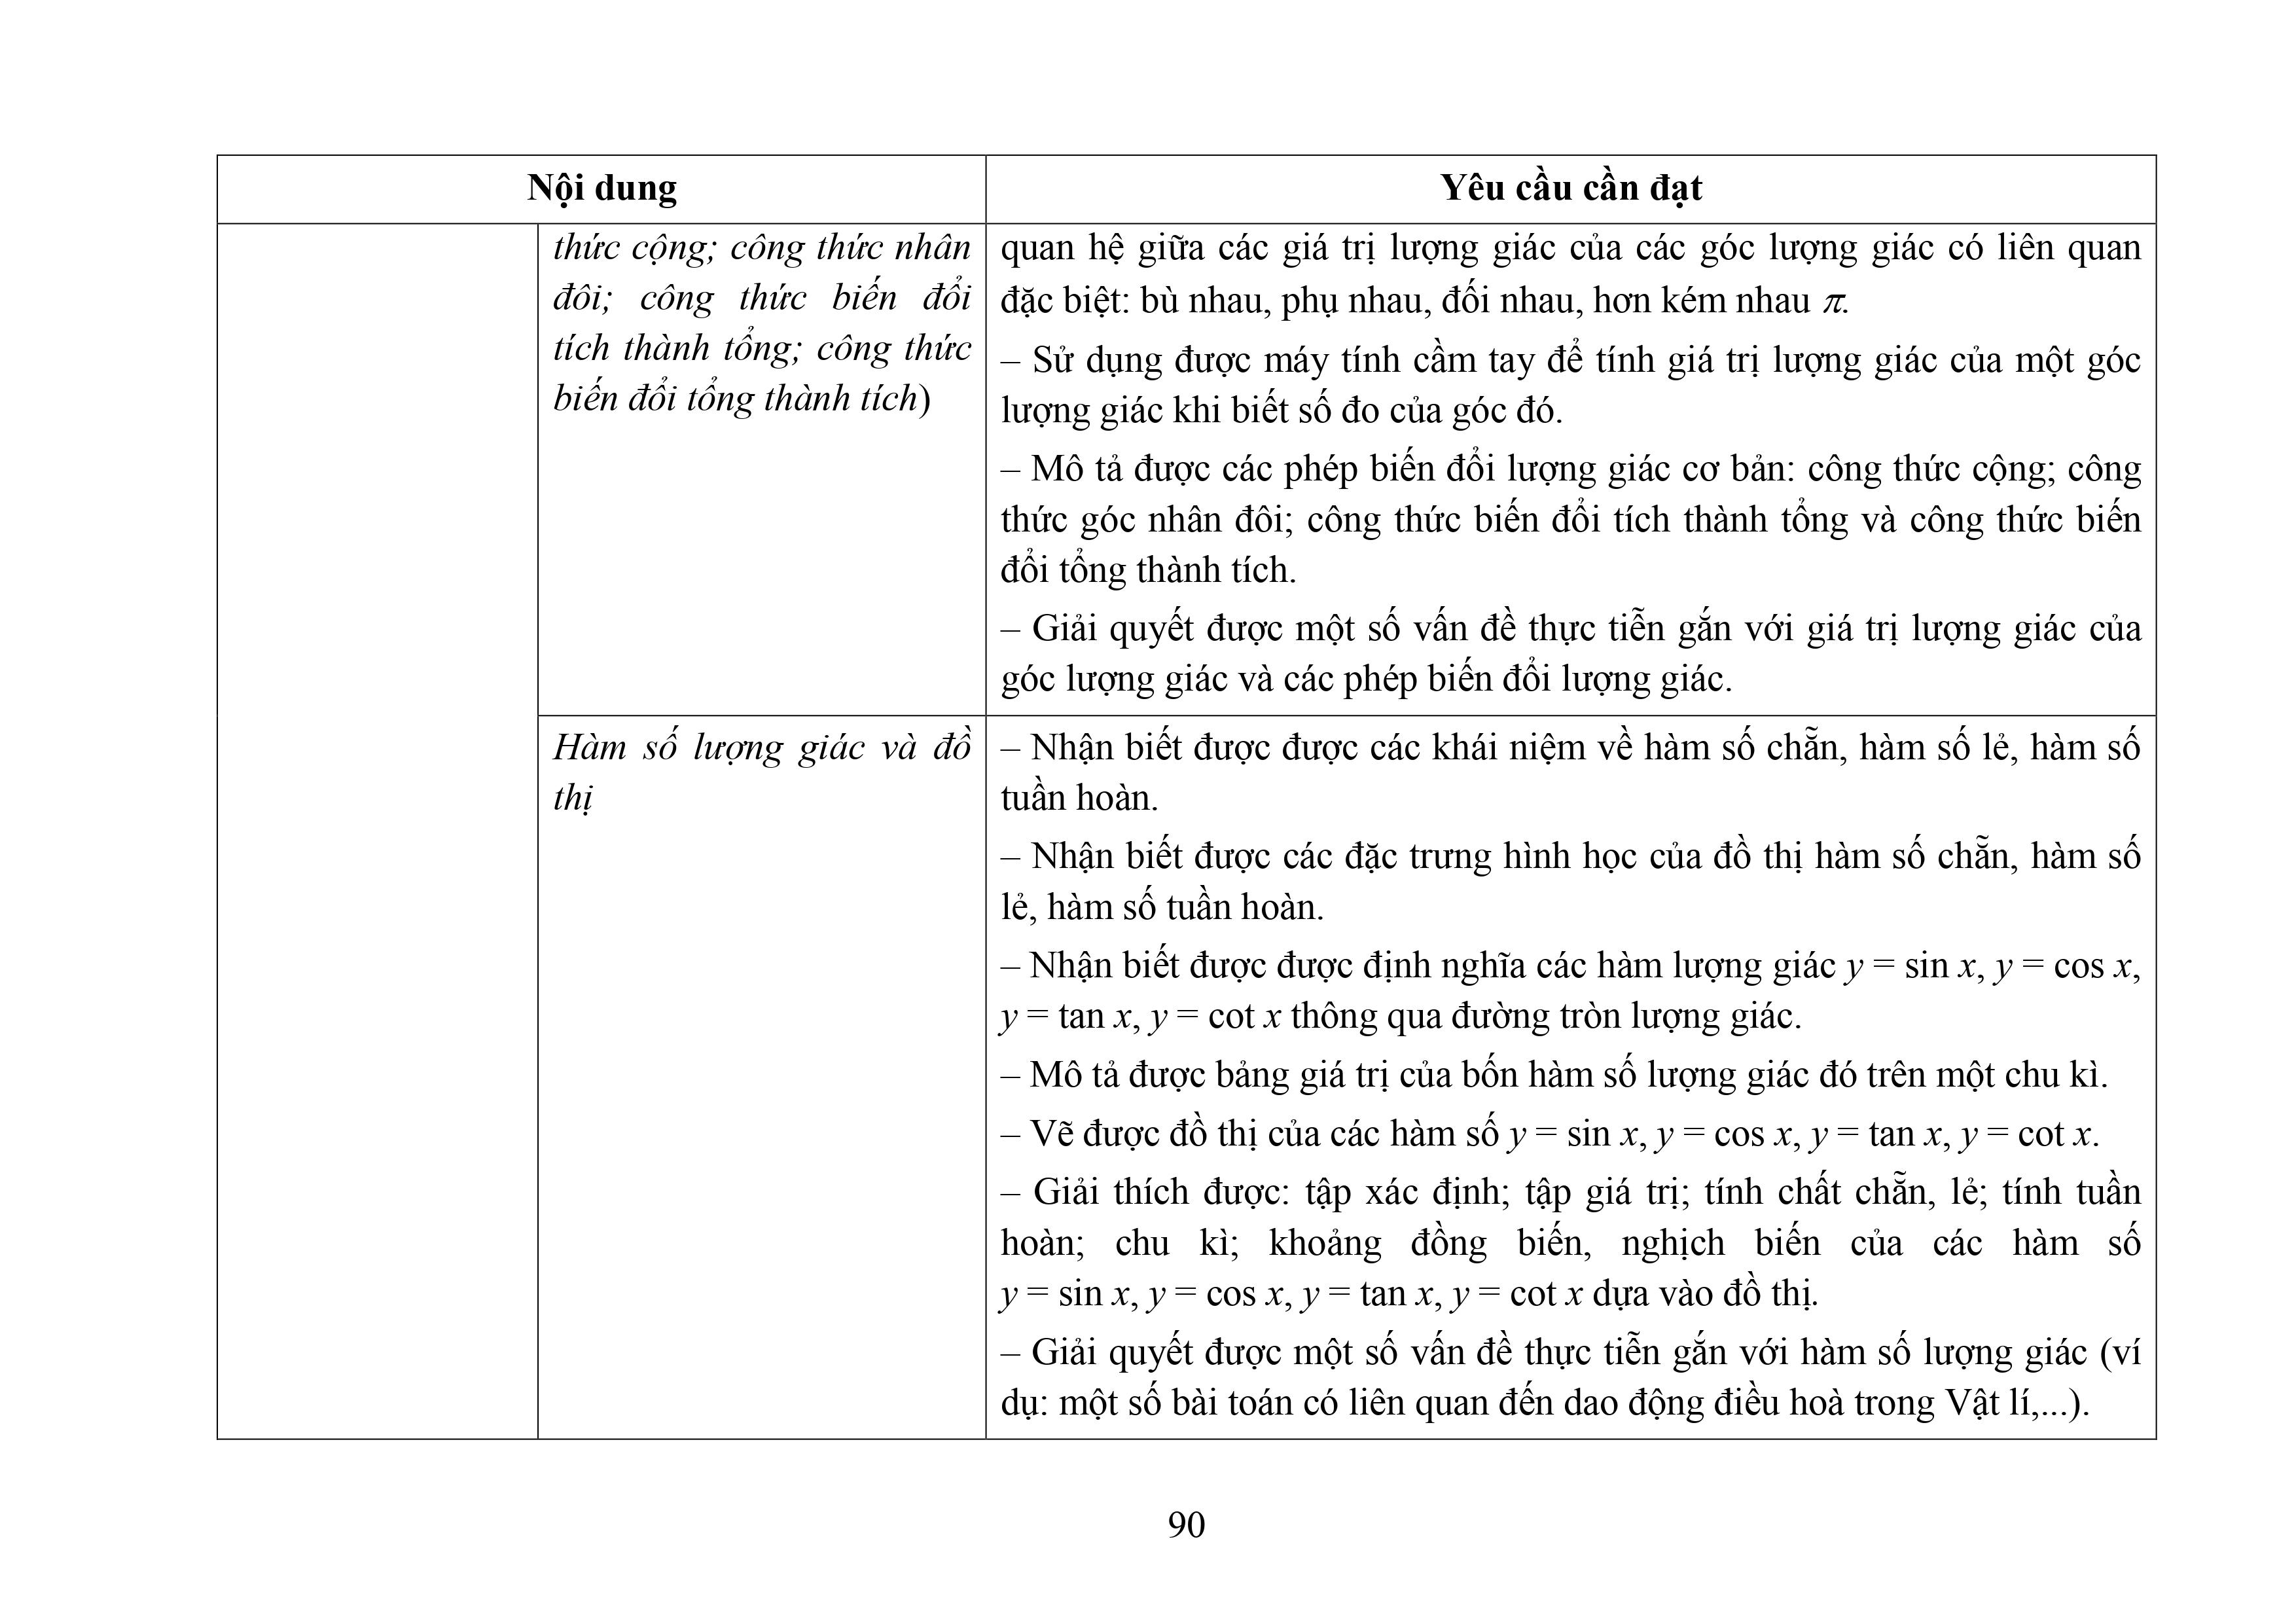 Nội dung
Yêu cầu cần đạt
thức cộng; công thức nhân
đôi; công thức biến đổi
tích thành tổng; công thức
biến đổi tổng thành tích)
quan hệ giữa các giá trị lượng giác của các góc lượng giác có liên quan
đặc biệt: bù nhau, phụ nhau, đối nhau, hơn kém nhau π.
– Sử dụng được máy tính cầm tay để tính giá trị lượng giác của một góc
lượng giác khi biết số đo của góc đó.
– Mô tả được các phép biến đổi lượng giác cơ bản: công thức cộng; công
thức góc nhân đôi; công thức biến đổi tích thành tổng và công thức biến
đổi tổng thành tích.
– Giải quyết được một số vấn đề thực tiễn gắn với giá trị lượng giác của
góc lượng giác và các phép biến đổi lượng giác.
Hàm số lượng giác và đồ
thị
– Nhận biết được được các khái niệm về hàm số chẵn, hàm số lẻ, hàm số
tuần hoàn.
– Nhận biết được các đặc trưng hình học của đồ thị hàm số chẵn, hàm số
lẻ, hàm số tuần hoàn.
– Nhận biết được được định nghĩa các hàm lượng giác y = sin x, y = cos x,
y = tan x, y = cot x thông qua đường tròn lượng giác.
– Mô tả được bảng giá trị của bốn hàm số lượng giác đó trên một chu kì.
– Vẽ được đồ thị của các hàm số y = sin x, y = cos x, y = tan x, y = cot x.
– Giải thích được: tập xác định; tập giá trị; tính chất chẵn, lẻ; tính tuần
hoàn; chu kì; khoảng đồng biến, nghịch biến của các hàm số
y = sin x, y = cos x, y = tan x, y = cot x dựa vào đồ thị.
– Giải quyết được một số vấn đề thực tiễn gắn với hàm số lượng giác (ví
dụ: một số bài toán có liên quan đến dao động điều hoà trong Vật lí,...).
90